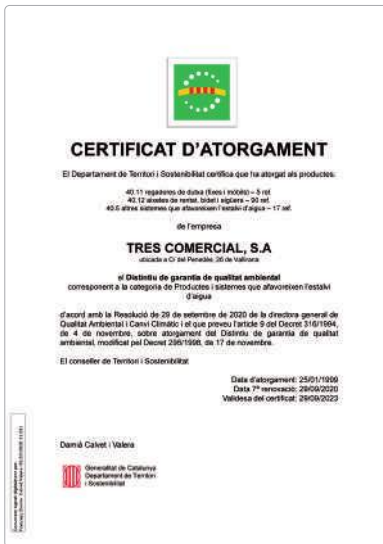 CERTIFICAT D'ATORGAMENT
El Departament de Territori i Sostenibilitat certifica que ha atorgat als productes:
40.11 regadores de dutxa (fixes i mòbils) – 5 ref.
40.12 aixetes de rentat, bidet i aigüera – 90 ref.
40.5 altres sistemes que afavoreixen l'estalvi d'aigua – 17 ref.
de l'empresa
TRES COMERCIAL, S.A
ubicada a C/ del Penedès, 26 de Vallirana
el Distintiu de garantia de qualitat ambiental
corresponent a la categoria de Productes i sistemes que afavoreixen l'estalvi
d'aigua
d'acord amb la Resolució de 29 de setembre de 2020 de la directora general de
Qualitat Ambiental i Canvi Climàtic i el que preveu l'article 9 del Decret 316/1994,
de 4 de novembre, sobre atorgament del Distintiu de garantia de qualitat
ambiental, modificat pel Decret 296/1998, de 17 de novembre.
El conseller de Territori i Sostenibilitat
Data d'atorgament: 25/01/1999
Data 7ª renovació: 29/09/2020
Validesa del certificat: 29/09/2023
Damià Calvet i Valera
Generalitat de Catalunya
Departament de Territori
i Sostenibilitat